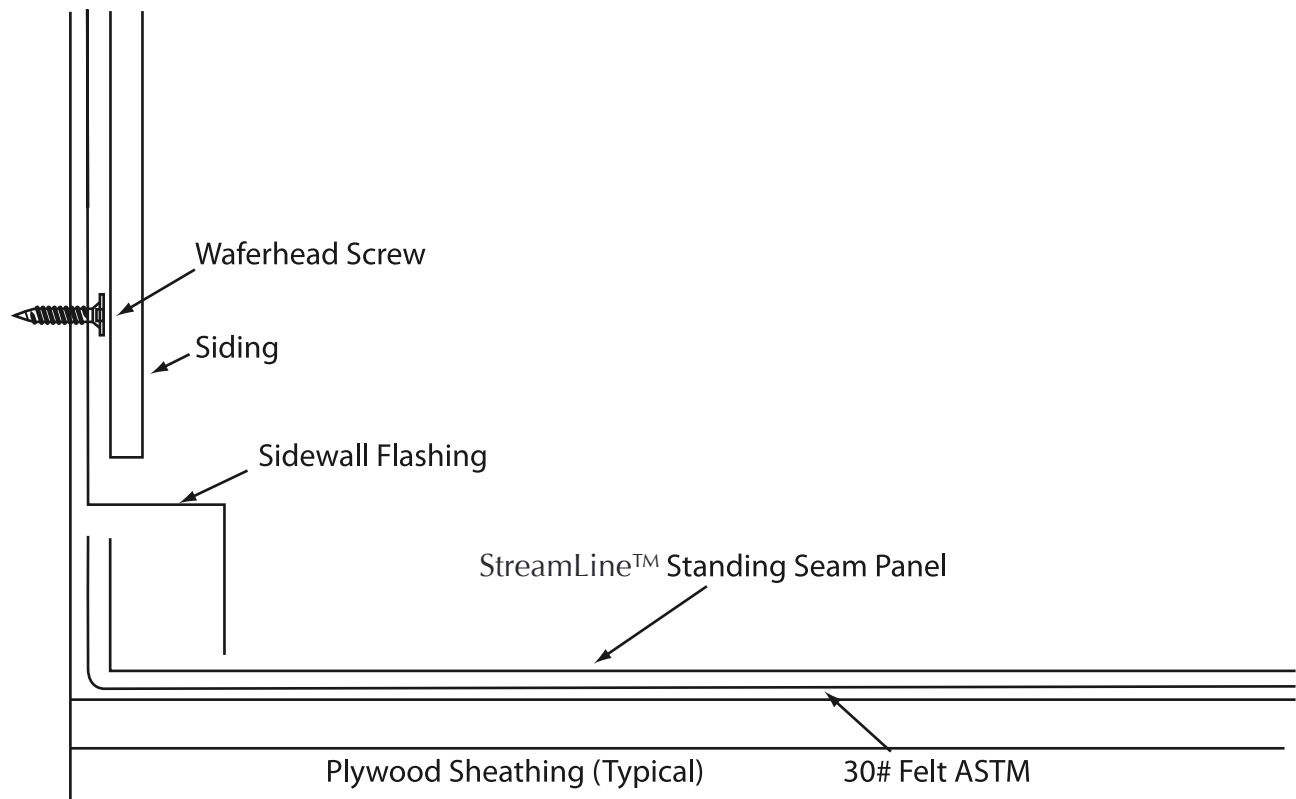 Waferhead Screw
Siding
Sidewall Flashing
StreamLine™ Standing Seam Panel
Plywood Sheathing (Typical)
30# Felt ASTM